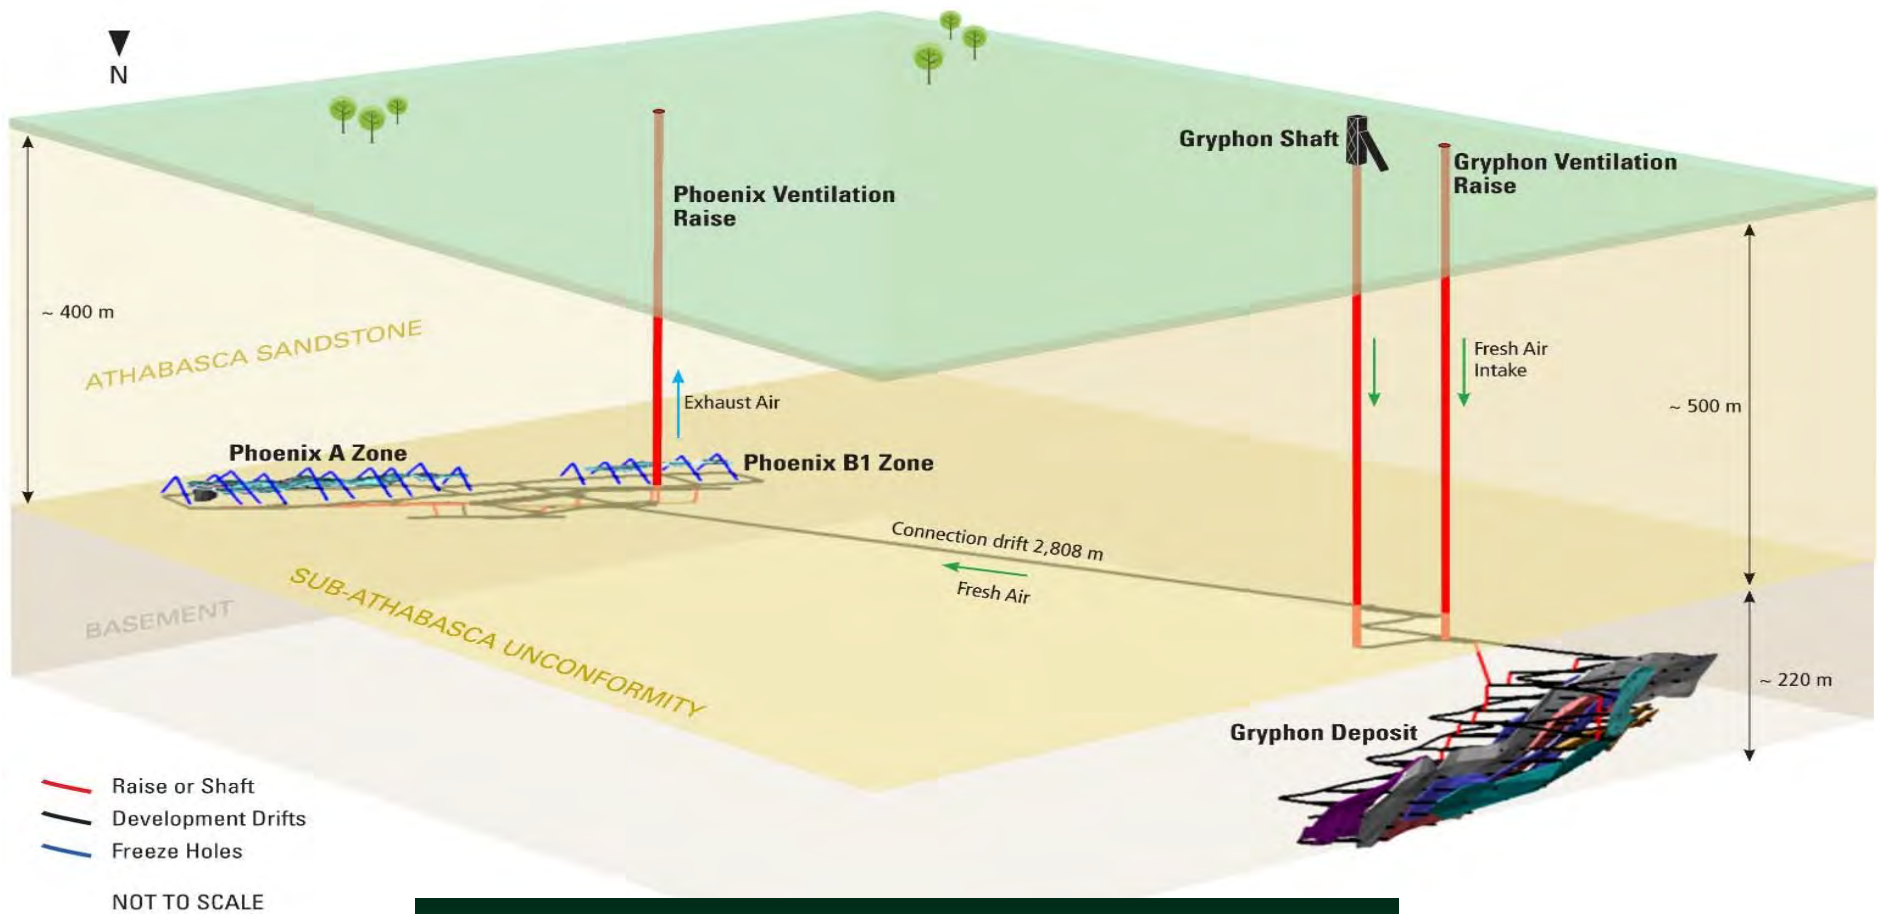 N
Gryphon Shaft
Gryphon Ventilation
Raise
Phoenix Ventilation
Raise
~ 400 m
ATHABASCA SANDSTONE
Exhaust Air
Fresh Air
Intake
~ 500 m
Phoenix A Zone
Phoenix B1 Zone
Connection drift 2,808 m
Fresh Air
BASEMENT
SUB-ATHABASCA UNCONFORMITY
~ 220 m
Gryphon Deposit
Raise or Shaft
Development Drifts
Freeze Holes
NOT TO SCALE